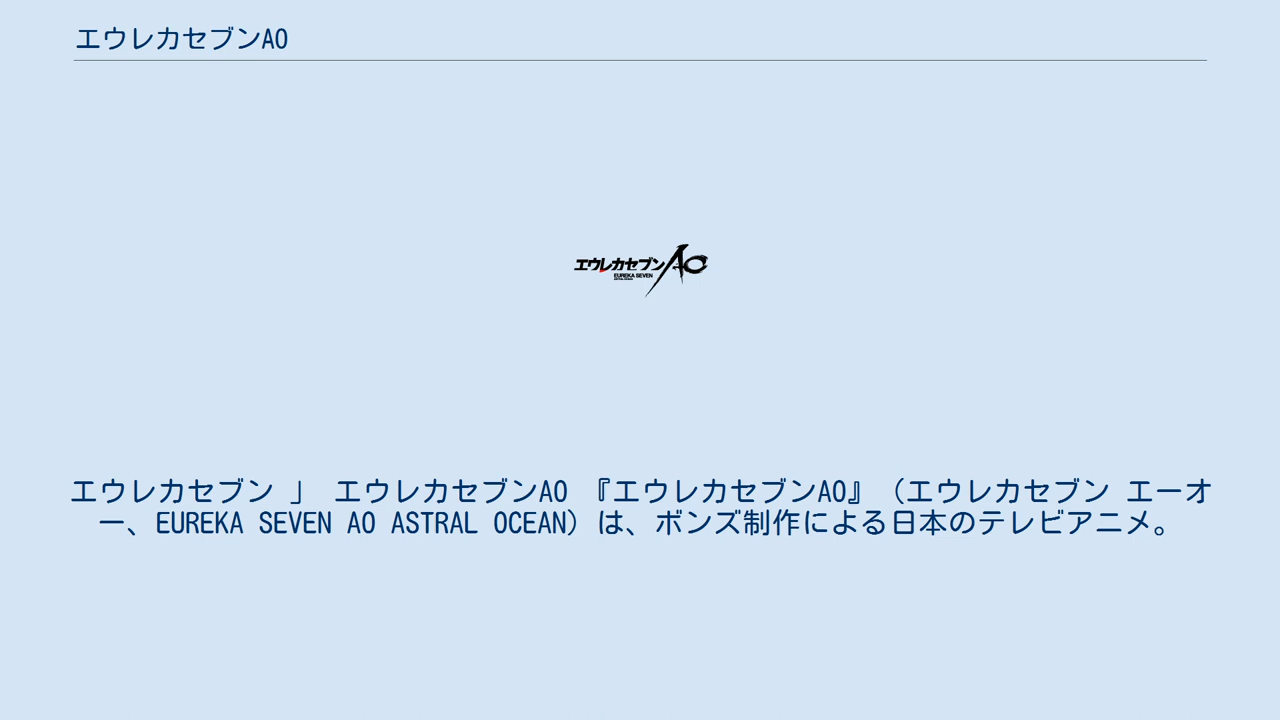 エウレカセブンAO
エウレカセブンAO
EUREKA SEVEN
エウレカセブン 」 エウレカセブンAO 『エウレカセブンAO』 (エウレカセブン エーオ
ー、EUREKA SEVEN AO ASTRAL OCEAN) は、ボンズ制作による日本のテレビアニメ。